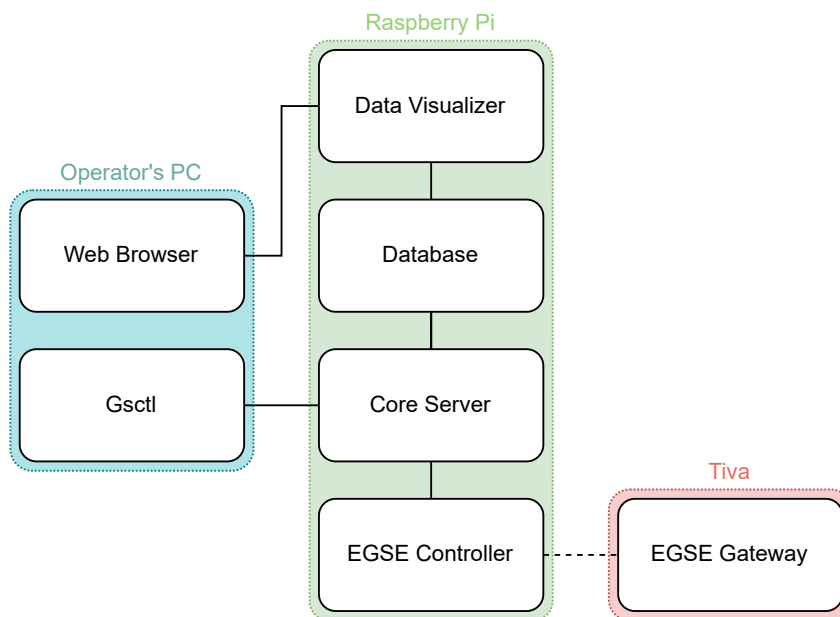 Raspberry Pi
Data Visualizer
Operator's PC
Web Browser
Database
Gsctl
Core Server
Tiva
EGSE Controller
EGSE Gateway